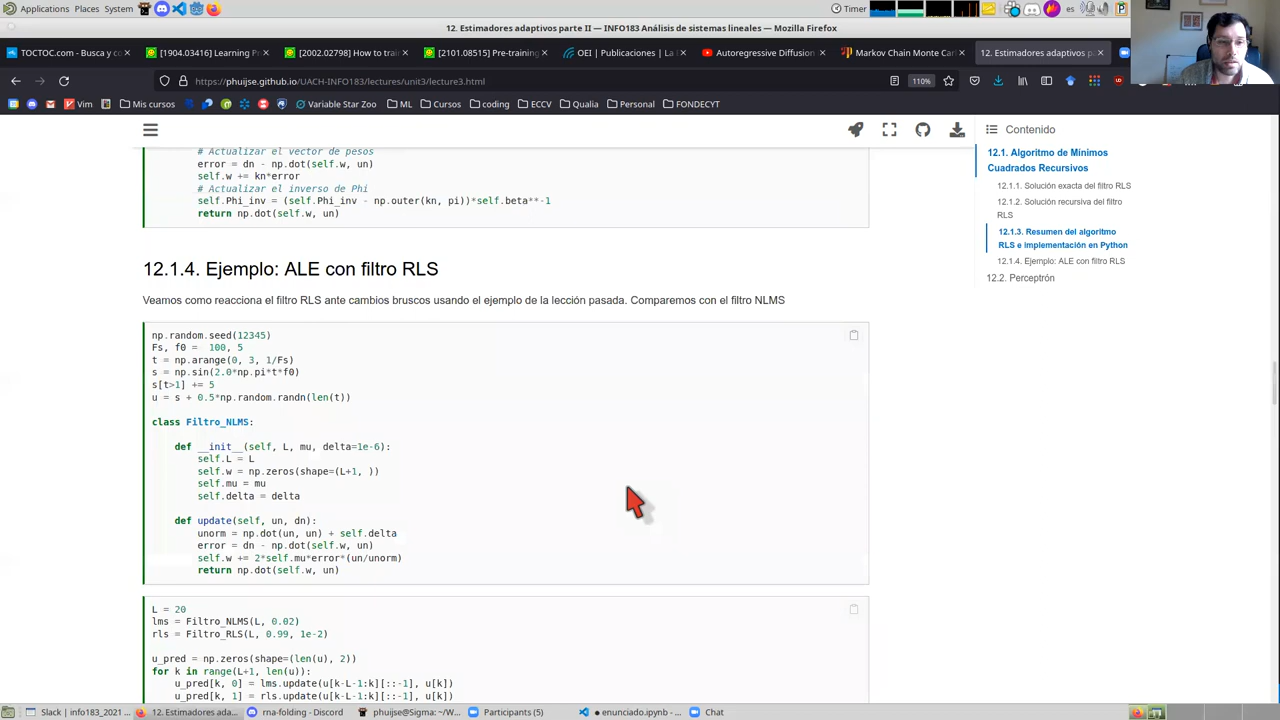 Applications Places System
Timer
es
12. Estimadores adaptivos parte II — INFO183 Análisis de sistemas lineales — Mozilla Firefox
TOCTOC.com - Busca y co
[1904.03416] Learning Pr
[2002.02798] How to train
[2101.08515] Pre-training
OEI | Publicaciones | La
Autoregressive Diffusion
Markov Chain Monte Carl
12. Estimadores adaptivos pa
https://phuijse.github.io/UACH-INFO183/lectures/unit3/lecture3.html
110%
Vim
Mis cursos
Variable Star Zoo
ML
Cursos
coding
ECCV
Qualia
Personal
FONDECYT
# Actualizar el vector de pesos
error = dn - np.dot(self.w, un)
self.w += kn*error
# Actualizar el inverso de Phi
self.Phi_inv = (self.Phi_inv - np.outer(kn, pi))*self.beta**-1
return np.dot(self.w, un)
12.1.4. Ejemplo: ALE con filtro RLS
Veamos como reacciona el filtro RLS ante cambios bruscos usando el ejemplo de la lección pasada. Comparemos con el filtro NLMS
np.random.seed(12345)
Fs, f0 = 100, 5
t = np.arange(0, 3, 1/Fs)
s = np.sin(2.0*np.pi*t*f0)
s[t>1] += 5
u = s + 0.5*np.random.randn(len(t))
class Filtro_NLMS:
def __init__(self, L, mu, delta=1e-6):
self.L = L
self.w = np.zeros(shape=(L+1, ))
self.mu = mu
self.delta = delta
def update(self, un, dn):
unorm = np.dot(un, un) + self.delta
error = dn - np.dot(self.w, un)
self.w += 2*self.mu*error*(un/unorm)
return np.dot(self.w, un)
L = 20
lms = Filtro_NLMS(L, 0.02)
rls = Filtro_RLS(L, 0.99, 1e-2)
u_pred = np.zeros(shape=(len(u), 2))
for k in range(L+1, len(u)):
u_pred[k, 0] = lms.update(u[k-L-1:k][::-1], u[k])
u_pred[k, 1] = rls.update(u[k-L-1:k][::-1], u[k])
Contenido
12.1. Algoritmo de Mínimos
Cuadrados Recursivos
12.1.1. Solución exacta del filtro RLS
12.1.2. Solución recursiva del filtro
RLS
12.1.3. Resumen del algoritmo
RLS e implementación en Python
12.1.4. Ejemplo: ALE con filtro RLS
12.2. Perceptrón
Slack | info183_2021 ...
12. Estimadores ada...
rna-folding - Discord
phuijse@Sigma: ~/W...
Participants (5)
enunciado.ipynb - ...
Chat